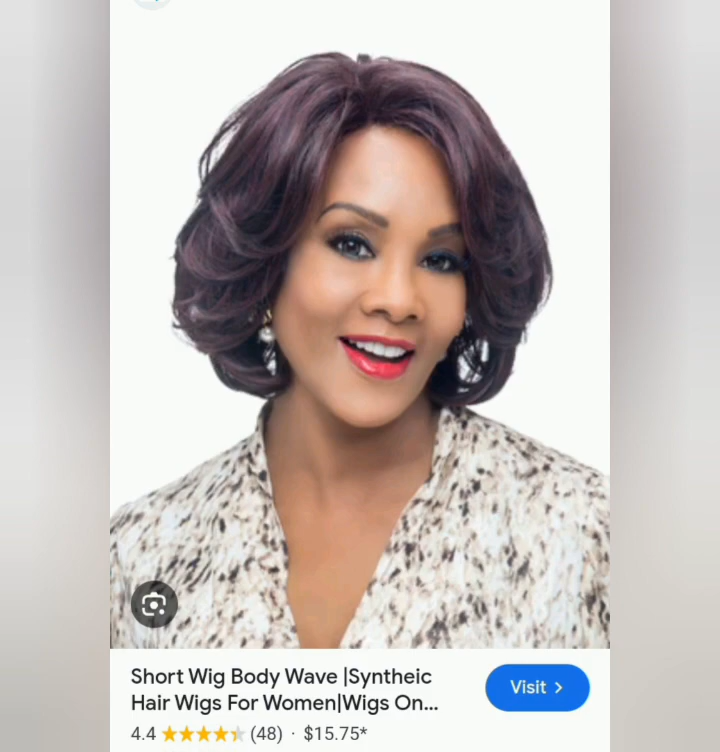 Short Wig Body Wave |Syntheic
Hair Wigs For Women|Wigs On...
Visit >
4.4 ★★★★★ (48) · $15.75*